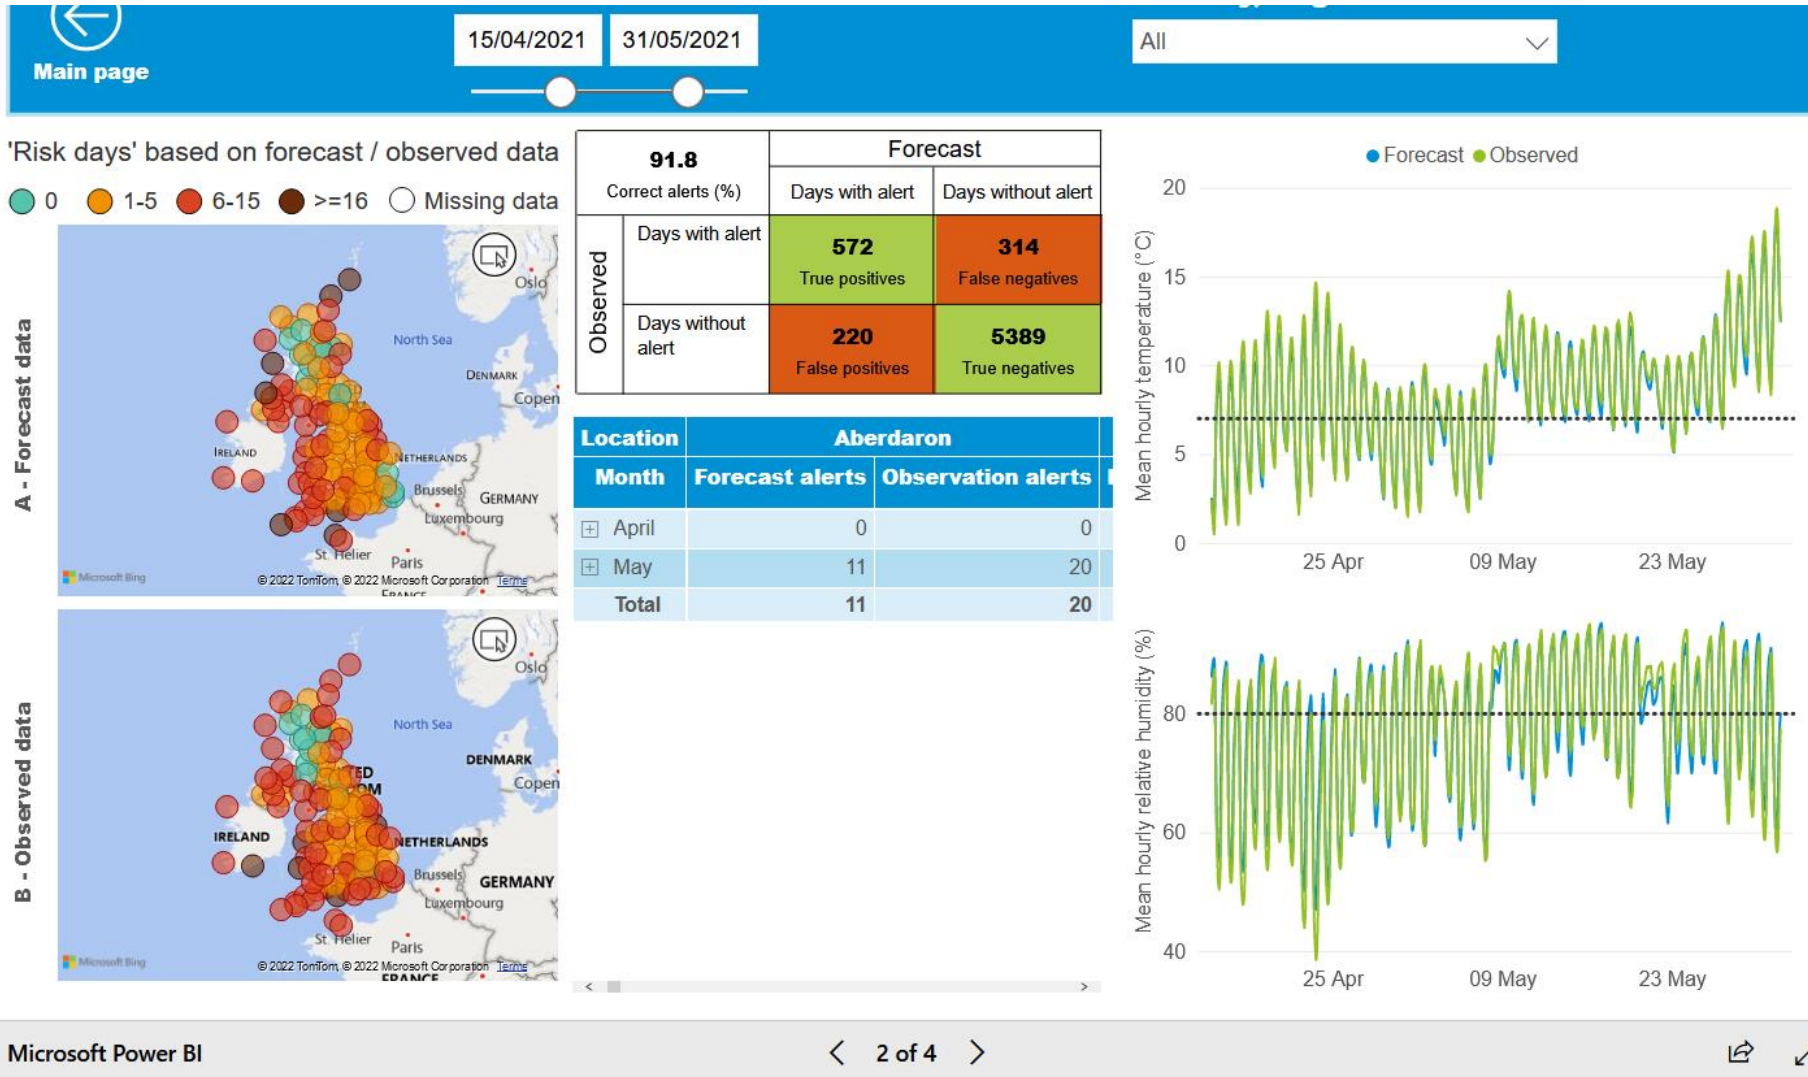 Main page
15/04/2021 31/05/2021
All
'Risk days' based on forecast / observed data
0 1-5 6-15 >=16 Missing data
A - Forecast data
Oslo
North Sea
DENMARK
Copen
IRELAND
NETHERLANDS
Brussels
GERMANY
Luxembourg
St. Helier
Paris
Microsoft Bing
© 2022 TomTom, © 2022 Microsoft Corporation Terms
FRANCE
B - Observed data
Oslo
North Sea
DENMARK
Copen
TED
OM
IRELAND
NETHERLANDS
Brussels
GERMANY
Luxembourg
St. Helier
Paris
Microsoft Bing
© 2022 TomTom, © 2022 Microsoft Corporation Terms
FRANCE
91.8
Correct alerts (%)
Forecast
Days with alert Days without alert
Observed
Days with alert
572
True positives
314
False negatives
Days without
alert
220
False positives
5389
True negatives
Location Aberdaron
Month Forecast alerts Observation alerts
April 0 0
May 11 20
Total 11 20
Forecast Observed
Mean hourly temperature (°C)
20
15
10
5
0
25 Apr 09 May 23 May
Mean hourly relative humidity (%)
80
60
40
25 Apr 09 May 23 May
Microsoft Power BI
2 of 4